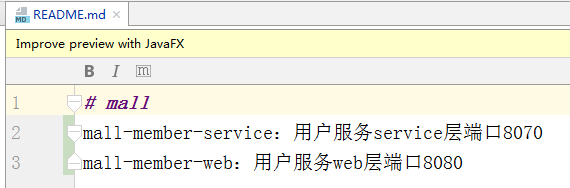 README.md
Improve preview with JavaFX
B I m
1 # mall
2 mall-member-service：用户服务service层端口8070
3 mall-member-web：用户服务web层端口8080